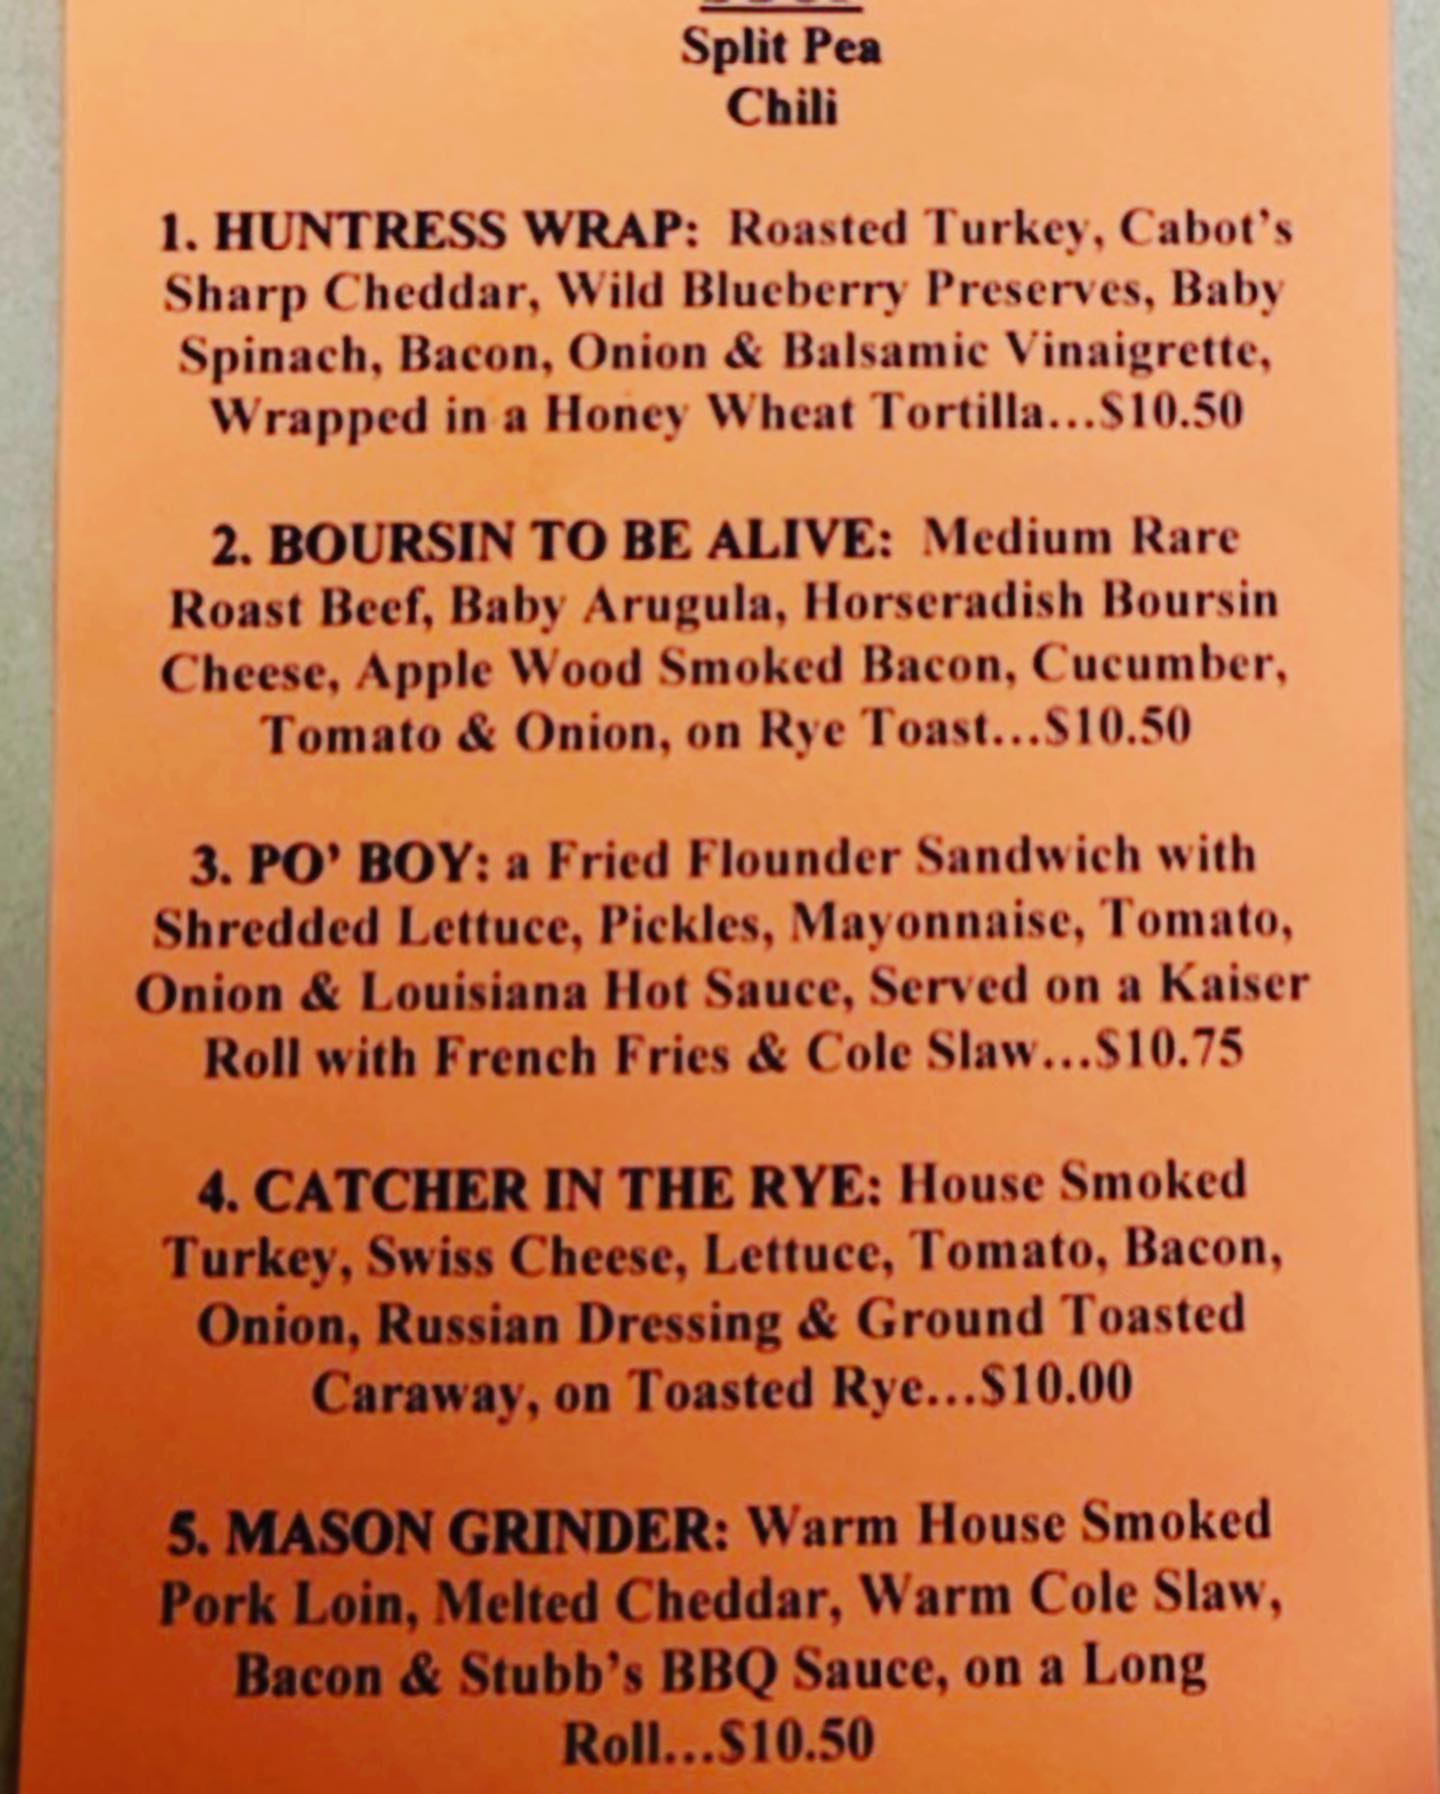 Split Pea
Chili
1. HUNTRESS WRAP: Roasted Turkey, Cabot's
Sharp Cheddar, Wild Blueberry Preserves, Baby
Spinach, Bacon, Onion & Balsamic Vinaigrette,
Wrapped in a Honey Wheat Tortilla...$10.50
2. BOURSIN TO BE ALIVE: Medium Rare
Roast Beef, Baby Arugula, Horseradish Boursin
Cheese, Apple Wood Smoked Bacon, Cucumber,
Tomato & Onion, on Rye Toast...$10.50
3. PO' BOY: a Fried Flounder Sandwich with
Shredded Lettuce, Pickles, Mayonnaise, Tomato,
Onion & Louisiana Hot Sauce, Served on a Kaiser
Roll with French Fries & Cole Slaw...$10.75
4. CATCHER IN THE RYE: House Smoked
Turkey, Swiss Cheese, Lettuce, Tomato, Bacon,
Onion, Russian Dressing & Ground Toasted
Caraway, on Toasted Rye...$10.00
5. MASON GRINDER: Warm House Smoked
Pork Loin, Melted Cheddar, Warm Cole Slaw,
Bacon & Stubb's BBQ Sauce, on a Long
Roll...$10.50